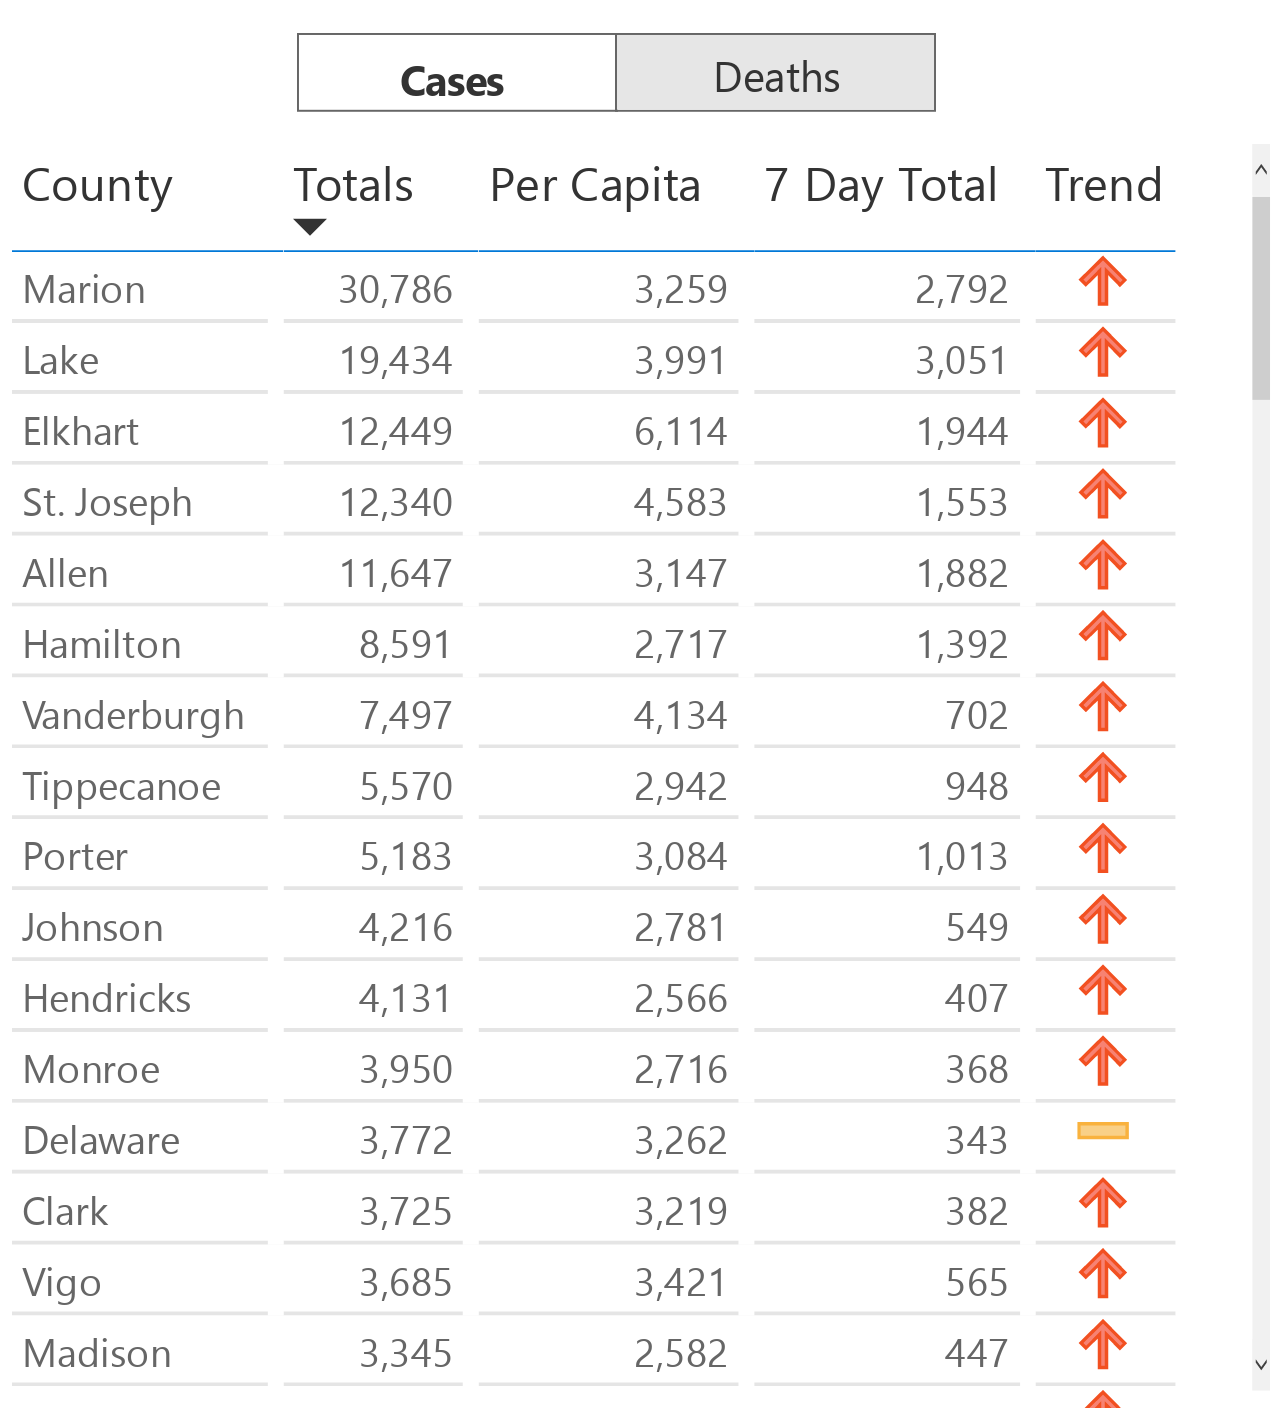 Cases Deaths
County Totals Per Capita 7 Day Total Trend
Marion 30,786 3,259 2,792
Lake 19,434 3,991 3,051
Elkhart 12,449 6,114 1,944
St. Joseph 12,340 4,583 1,553
Allen 11,647 3,147 1,882
Hamilton 8,591 2,717 1,392
Vanderburgh 7,497 4,134 702
Tippecanoe 5,570 2,942 948
Porter 5,183 3,084 1,013
Johnson 4,216 2,781 549
Hendricks 4,131 2,566 407
Monroe 3,950 2,716 368
Delaware 3,772 3,262 343
Clark 3,725 3,219 382
Vigo 3,685 3,421 565
Madison 3,345 2,582 447